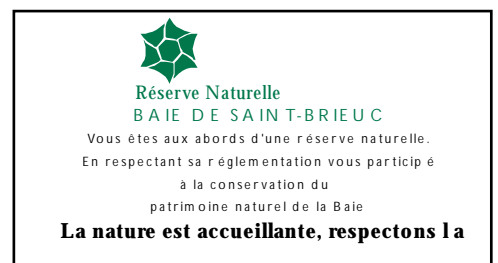 Réserve Naturelle
BAIE DE SAINT-BRIEUC
Vous êtes aux abords d'une réserve naturelle.
En respectant sa réglementation vous participé
à la conservation du
patrimoine naturel de la Baie
La nature est accueillante, respectons la